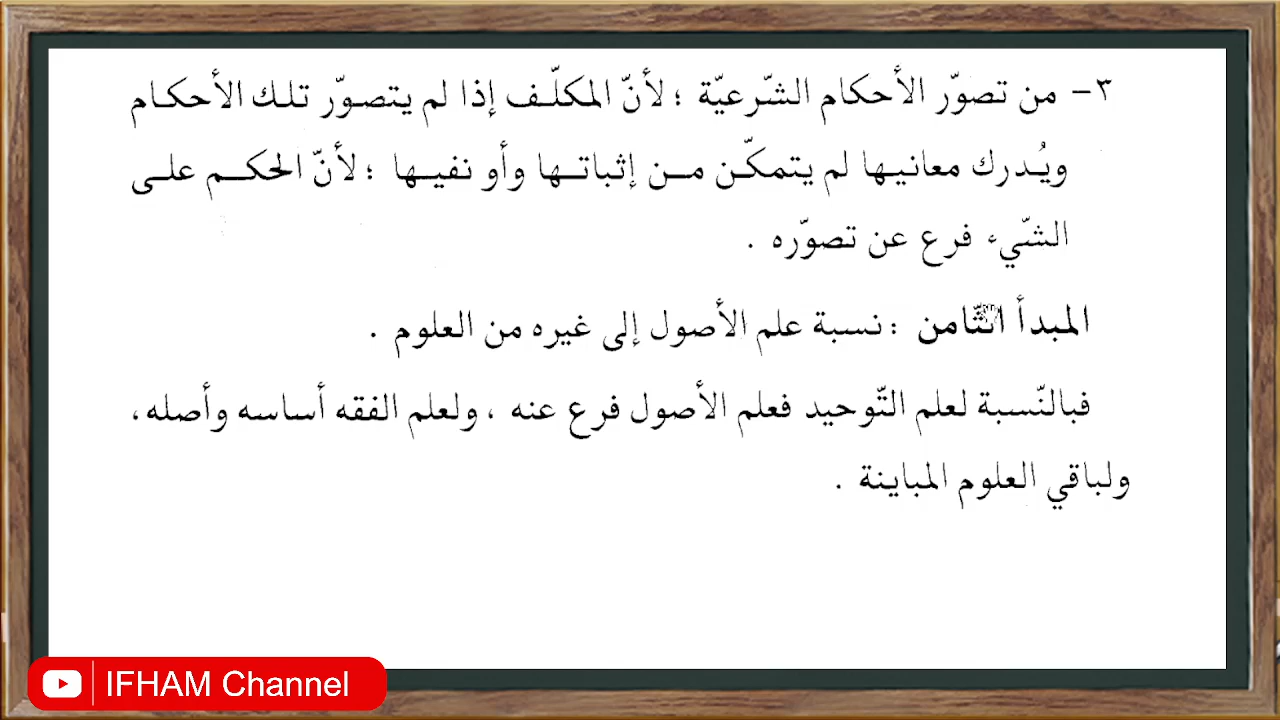 ٣- من تصوّر الأحكام الشّرعيّة ؛ لأنّ المكلّف إذا لم يتصوّر تلك الأحكام
ويُدرك معانيها لم يتمكّن من إثباتها وأو نفيها ؛ لأنّ الحكم على
الشّيء فرع عن تصوّره .
المبدأ الثّامن : نسبة علم الأصول إلى غيره من العلوم .
فبالنّسبة لعلم التّوحيد فعلم الأصول فرع عنه ، ولعلم الفقه أساسه وأصله،
ولباقي العلوم المباينة .
IFHAM Channel